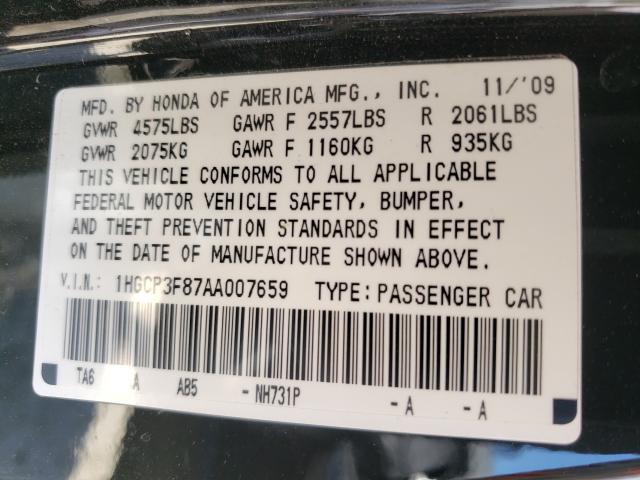 MFD. BY HONDA OF AMERICA MFG., INC. 11/'09
GVWR 4575LBS GAWR F 2557LBS R 2061LBS
GVWR 2075KG GAWR F 1160KG R 935KG
THIS VEHICLE CONFORMS TO ALL APPLICABLE
FEDERAL MOTOR VEHICLE SAFETY, BUMPER,
AND THEFT PREVENTION STANDARDS IN EFFECT
ON THE DATE OF MANUFACTURE SHOWN ABOVE.
V.I.N.: 1HGCP3F87AA007659 TYPE: PASSENGER CAR
TA6 A AB5 - NH731P - A - A